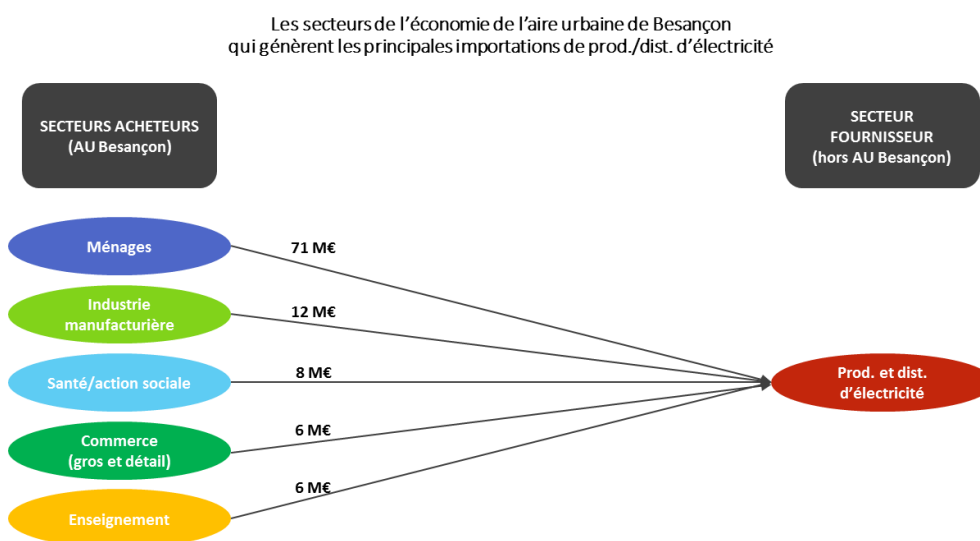 Les secteurs de l’économie de l’aire urbaine de Besançon
qui génèrent les principales importations de prod./dist. d’électricité
SECTEURS ACHETEURS
(AU Besançon)
SECTEUR
FOURNISSEUR
(hors AU Besançon)
Ménages
71 M€
Industrie
manufacturière
12 M€
Santé/action sociale
8 M€
Prod. et dist.
d’électricité
Commerce
(gros et détail)
6 M€
Enseignement
6 M€